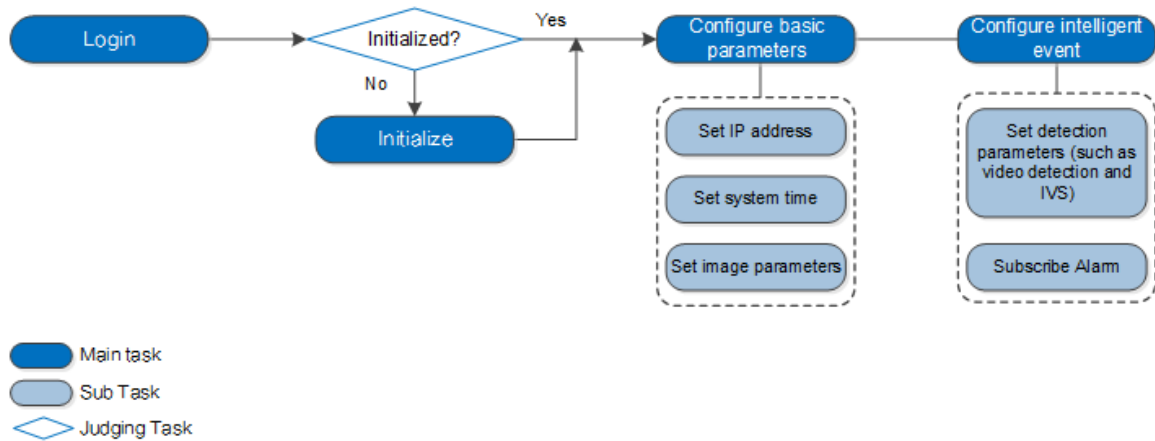 Login
Initialized?
Yes
No
Initialize
Configure basic
parameters
Set IP address
Set system time
Set image parameters
Configure intelligent
event
Set detection
parameters (such as
video detection and
IVS)
Subscribe Alarm
Main task
Sub Task
Judging Task